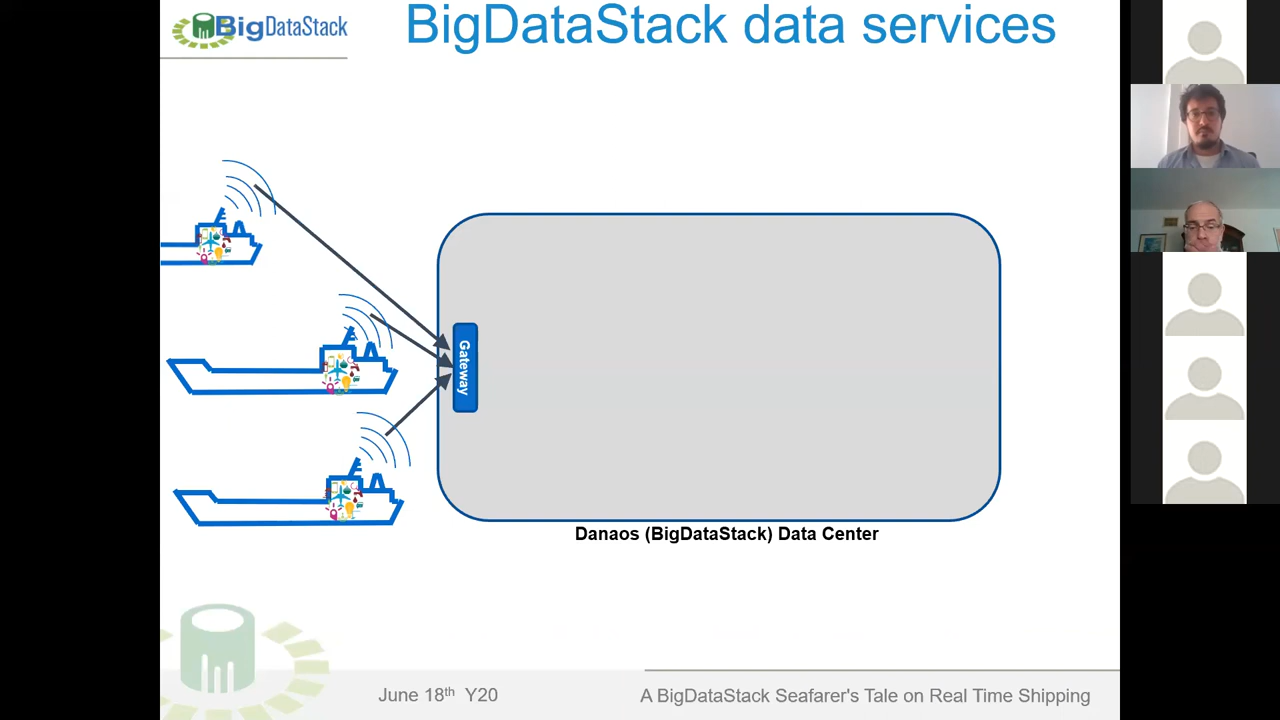 BigDataStack
BigDataStack data services
Gateway
Danaos (BigDataStack) Data Center
June 18th Y20
A BigDataStack Seafarer's Tale on Real Time Shipping